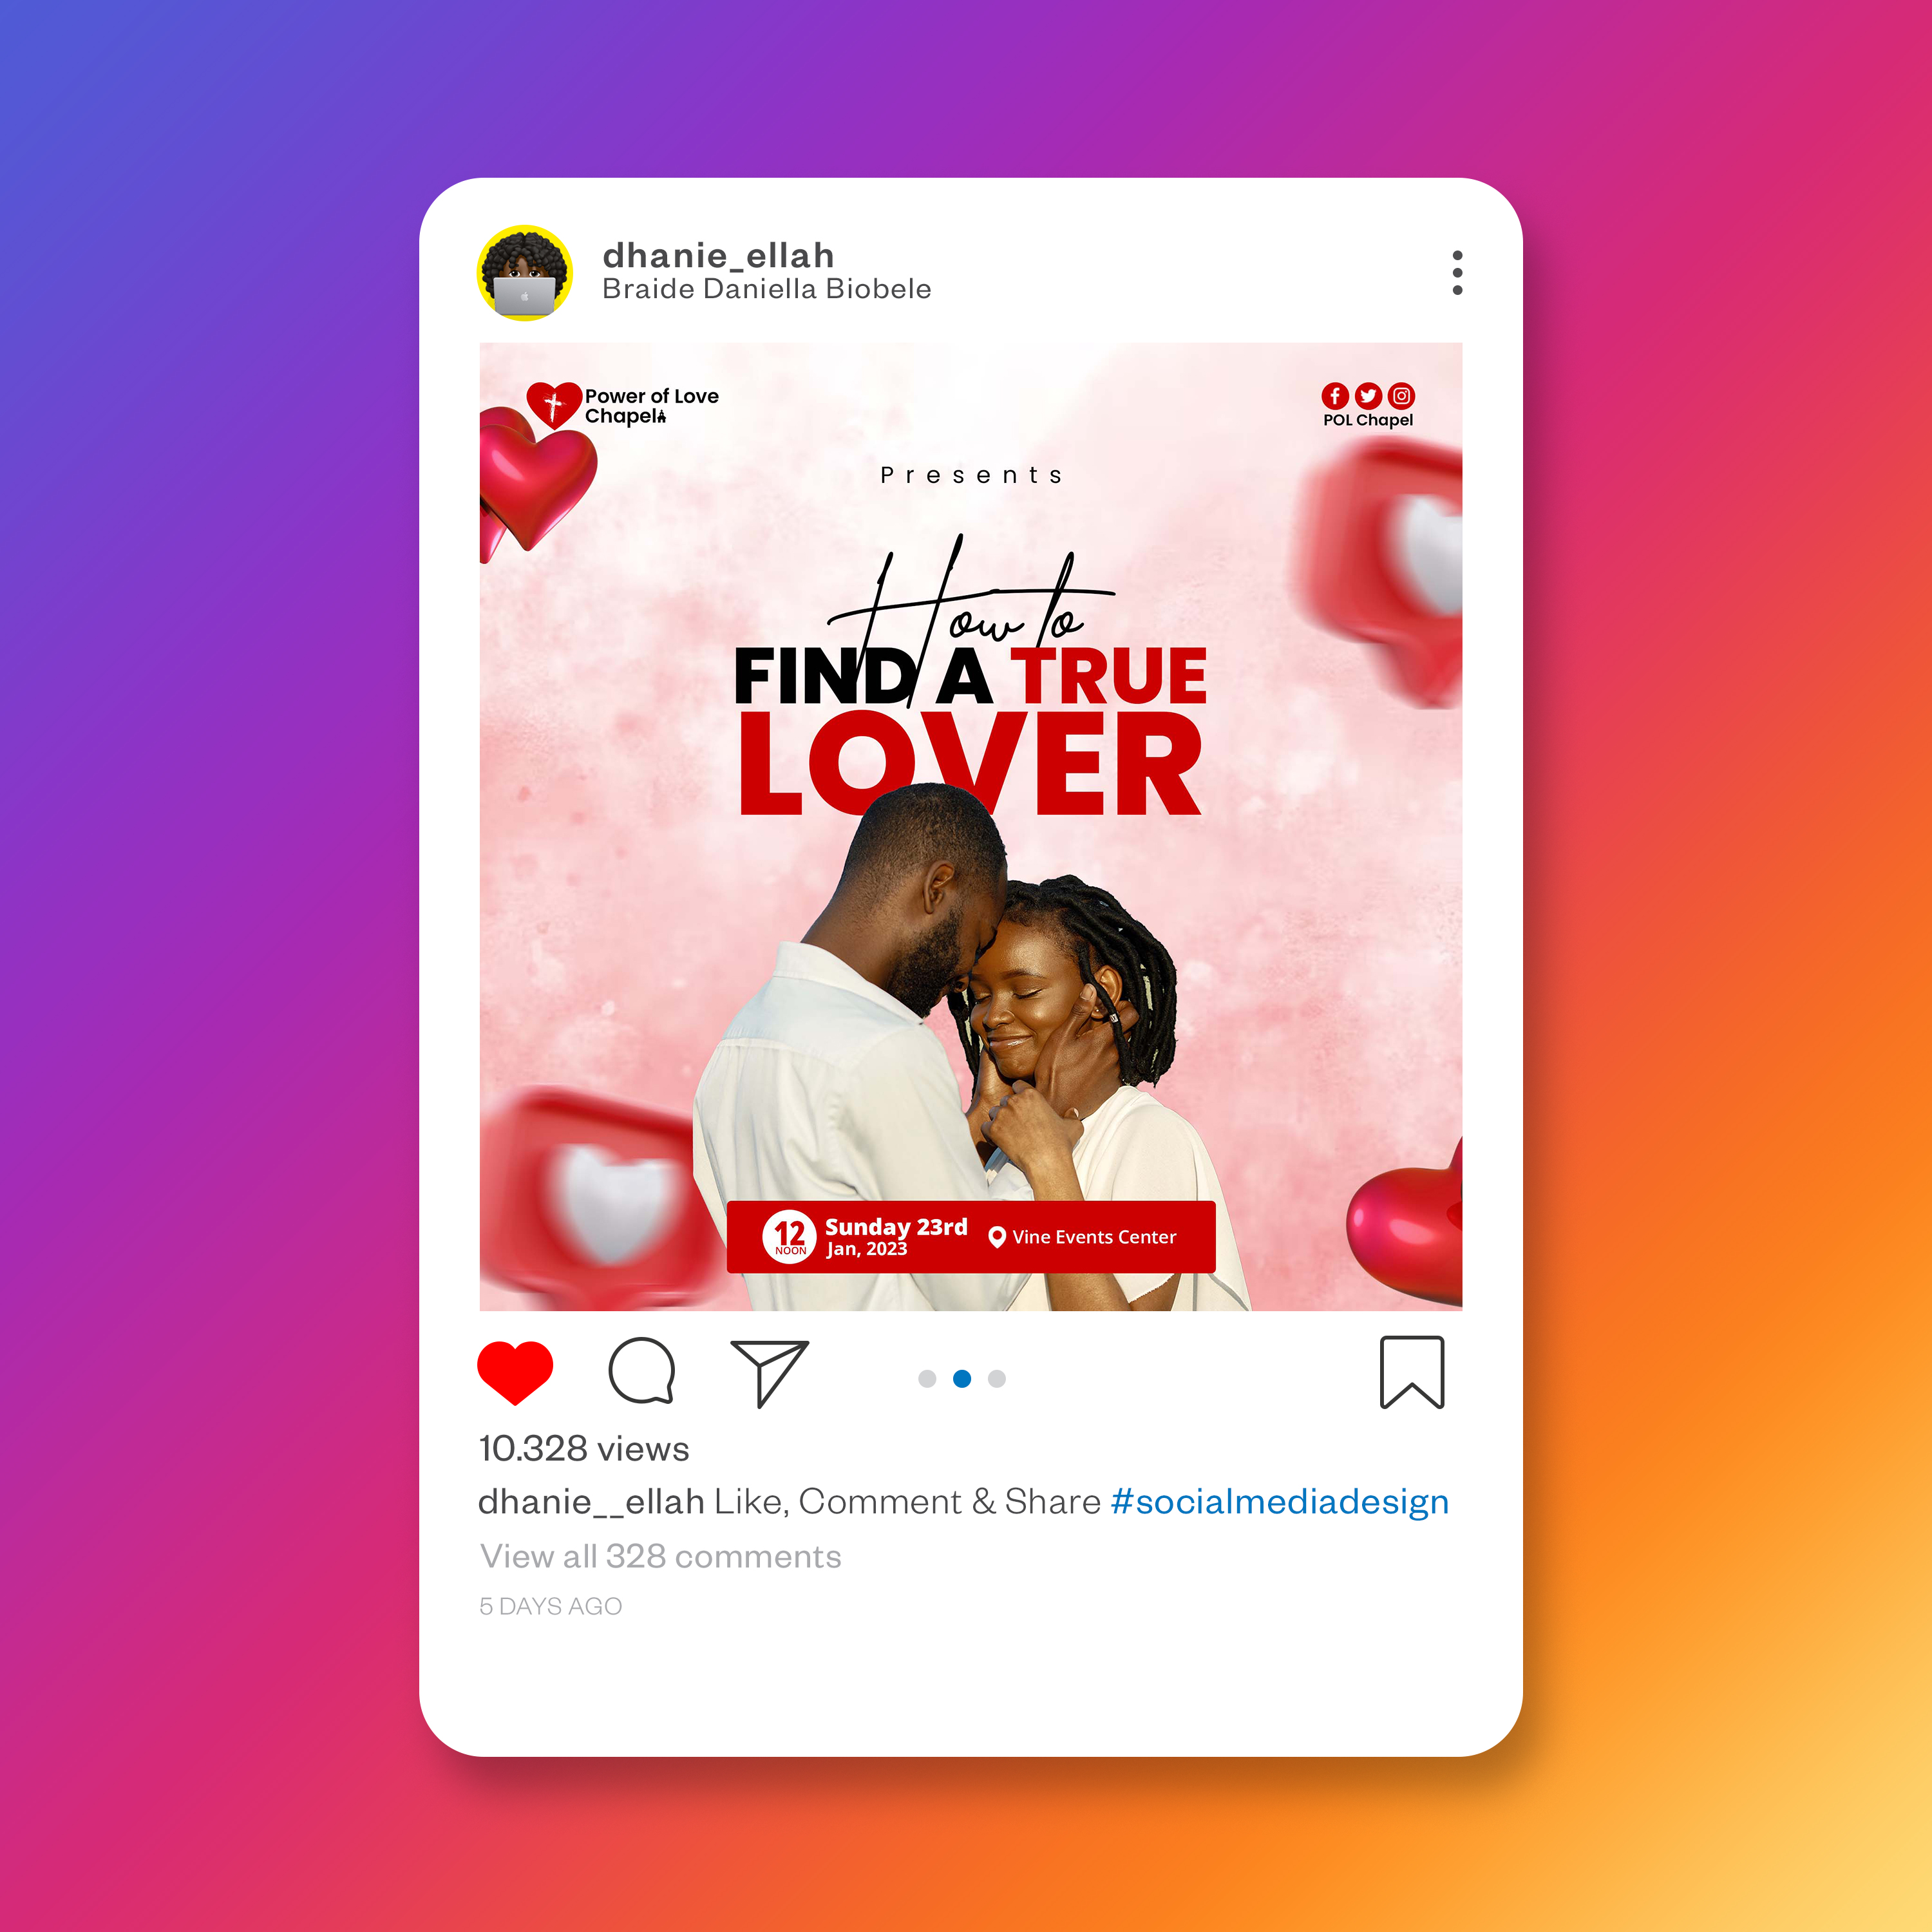 dhanie_ellah
Braide Daniella Biobele
Power of Love
Chapel
POL Chapel
Presents
How to
FIND A TRUE
LOVER
12
NOON
Sunday 23rd
Jan, 2023
Vine Events Center
10.328 views
dhanie__ellah Like, Comment & Share #socialmediadesign
View all 328 comments
5 DAYS AGO